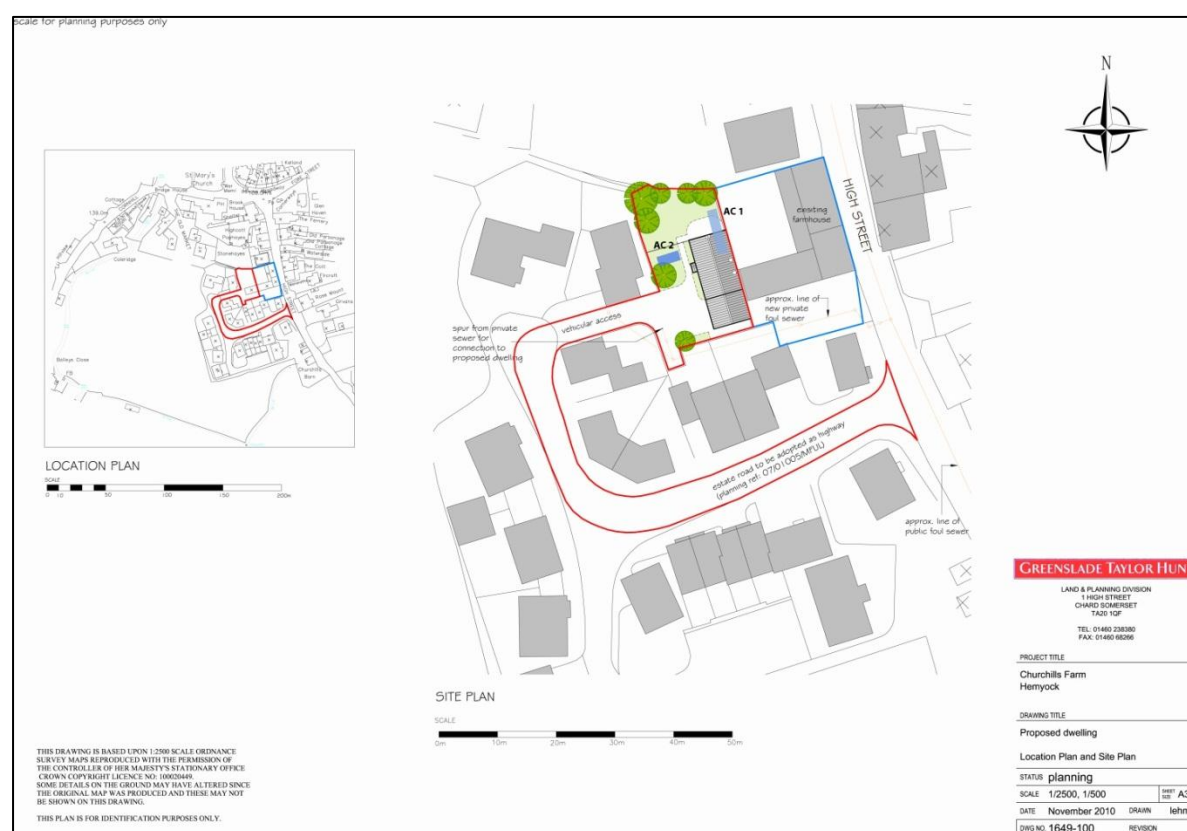 scale for planning purposes only
N
St Mary's
Church
HIGH STREET
existing
farmhouse
AC 1
AC 2
approx. line of
new private
foul sewer
vehicular access
spur from private
sewer for
connection to
proposed dwelling
estate road to be adopted as highway
(planning ref: 07/01005/MFUL)
approx. line of
public foul sewer
LOCATION PLAN
SCALE
0 10 50 100 150 200m
SITE PLAN
SCALE
0m 10m 20m 30m 40m 50m
THIS DRAWING IS BASED UPON 1:2500 SCALE ORDNANCE
SURVEY MAPS REPRODUCED WITH THE PERMISSION OF
THE CONTROLLER OF HER MAJESTY'S STATIONARY OFFICE
CROWN COPYRIGHT LICENCE NO: 100020449.
SOME DETAILS ON THE GROUND MAY HAVE ALTERED SINCE
THE ORIGINAL MAP WAS PRODUCED AND THESE MAY NOT
BE SHOWN ON THIS DRAWING.
THIS PLAN IS FOR IDENTIFICATION PURPOSES ONLY.
GREENSLADE TAYLOR HUN
LAND & PLANNING DIVISION
1 HIGH STREET
CHARD SOMERSET
TA20 1QF
TEL: 01460 238380
FAX: 01460 68266
PROJECT TITLE
Churchills Farm
Hemyock
DRAWING TITLE
Proposed dwelling
Location Plan and Site Plan
STATUS planning
SCALE 1/2500, 1/500 SHEET SIZE A3
DATE November 2010 DRAWN lehm
DWG NO. 1649-100 REVISION